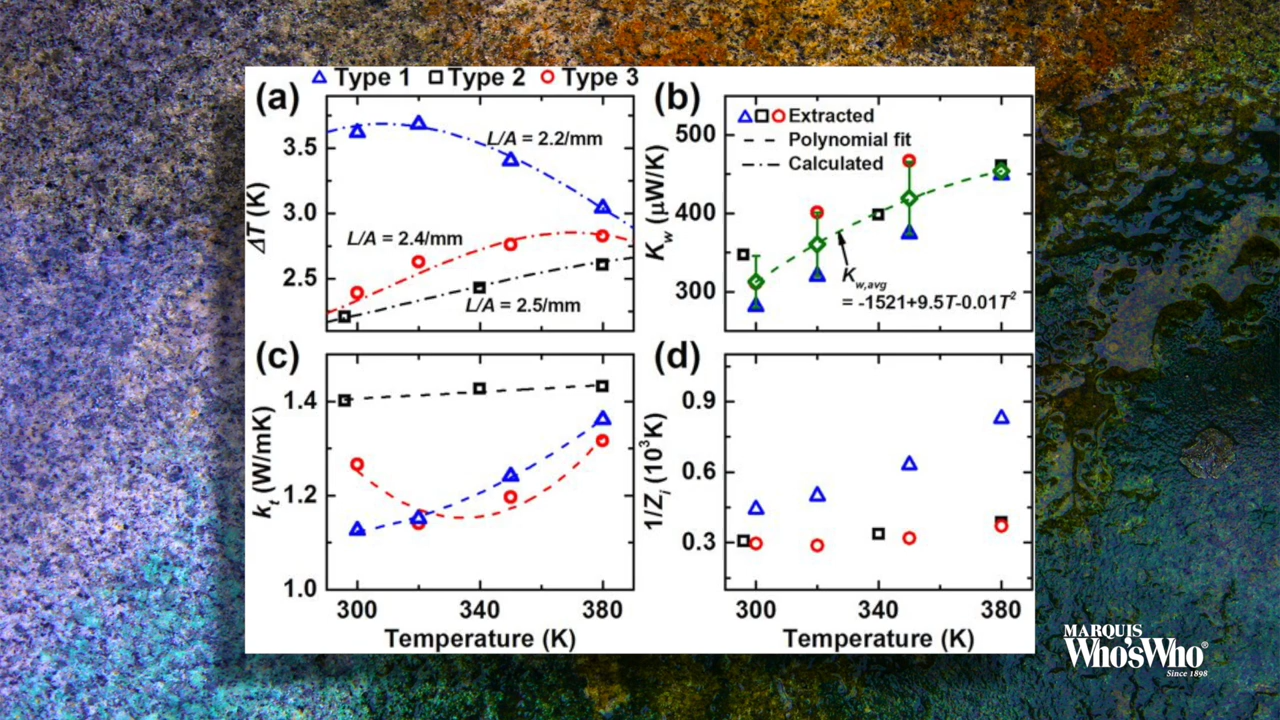 Type 1 Type 2 Type 3
(a)
3.5
3.0
2.5
ΔT (K)
L/A = 2.2/mm
L/A = 2.4/mm
L/A = 2.5/mm
(b)
Extracted
Polynomial fit
Calculated
500
400
300
K_w (μW/K)
K_w,avg
= -1521+9.5T-0.01T²
(c)
1.4
1.2
1.0
k_t (W/mK)
300 340 380
Temperature (K)
(d)
0.9
0.6
0.3
1/Z_i (10³K)
300 340 380
Temperature (K)
MARQUIS
Who'sWho®
Since 1898